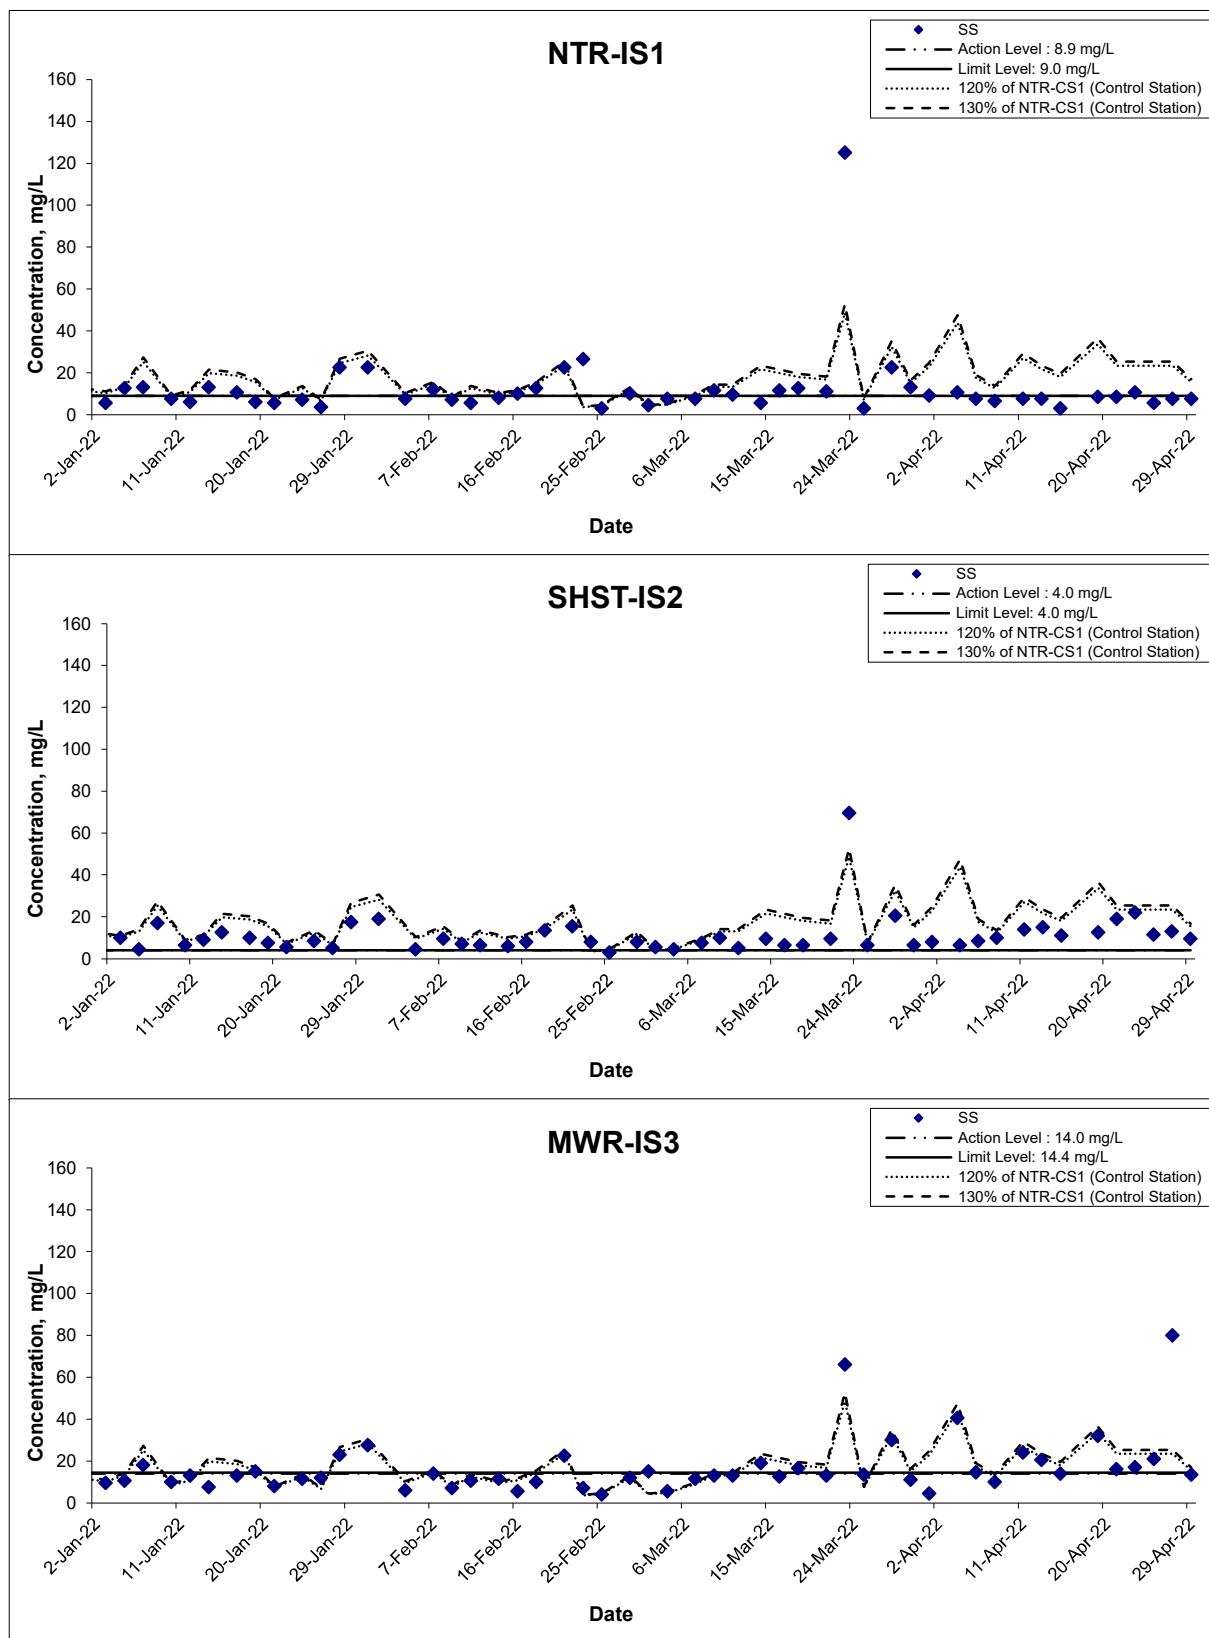 NTR-IS1
SS
Action Level : 8.9 mg/L
Limit Level: 9.0 mg/L
120% of NTR-CS1 (Control Station)
130% of NTR-CS1 (Control Station)
Concentration, mg/L
160
140
120
100
80
60
40
20
0
2-Jan-22
11-Jan-22
20-Jan-22
29-Jan-22
7-Feb-22
16-Feb-22
25-Feb-22
6-Mar-22
15-Mar-22
24-Mar-22
2-Apr-22
11-Apr-22
20-Apr-22
29-Apr-22
Date
SHST-IS2
SS
Action Level : 4.0 mg/L
Limit Level: 4.0 mg/L
120% of NTR-CS1 (Control Station)
130% of NTR-CS1 (Control Station)
Concentration, mg/L
160
140
120
100
80
60
40
20
0
2-Jan-22
11-Jan-22
20-Jan-22
29-Jan-22
7-Feb-22
16-Feb-22
25-Feb-22
6-Mar-22
15-Mar-22
24-Mar-22
2-Apr-22
11-Apr-22
20-Apr-22
29-Apr-22
Date
MWR-IS3
SS
Action Level : 14.0 mg/L
Limit Level: 14.4 mg/L
120% of NTR-CS1 (Control Station)
130% of NTR-CS1 (Control Station)
Concentration, mg/L
160
140
120
100
80
60
40
20
0
2-Jan-22
11-Jan-22
20-Jan-22
29-Jan-22
7-Feb-22
16-Feb-22
25-Feb-22
6-Mar-22
15-Mar-22
24-Mar-22
2-Apr-22
11-Apr-22
20-Apr-22
29-Apr-22
Date